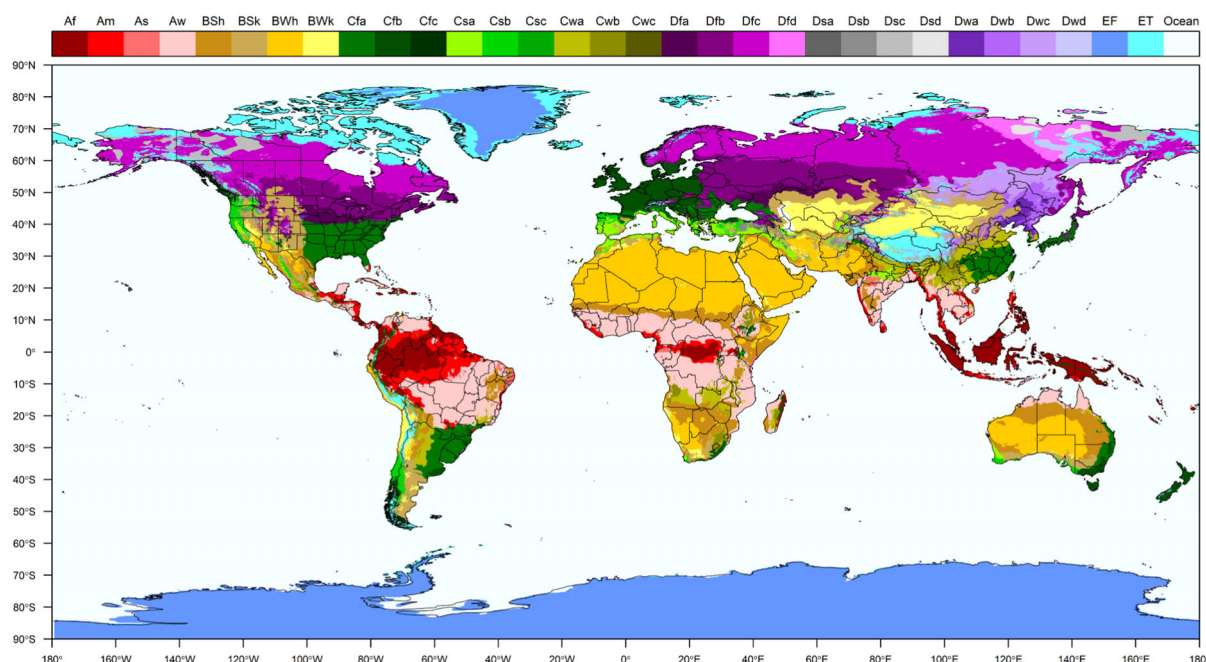 Af Am As Aw BSh BSk BWh BWk Cfa Cfb Cfc Csa Csb Csc Cwa Cwb Cwc Dfa Dfb Dfc Dfd Dsa Dsb Dsc Dsd Dwa Dwb Dwc Dwd EF ET Ocean
90°N
80°N
70°N
60°N
50°N
40°N
30°N
20°N
10°N
0°
10°S
20°S
30°S
40°S
50°S
60°S
70°S
80°S
90°S
180° 160°W 140°W 120°W 100°W 80°W 60°W 40°W 20°W 0° 20°E 40°E 60°E 80°E 100°E 120°E 140°E 160°E 180